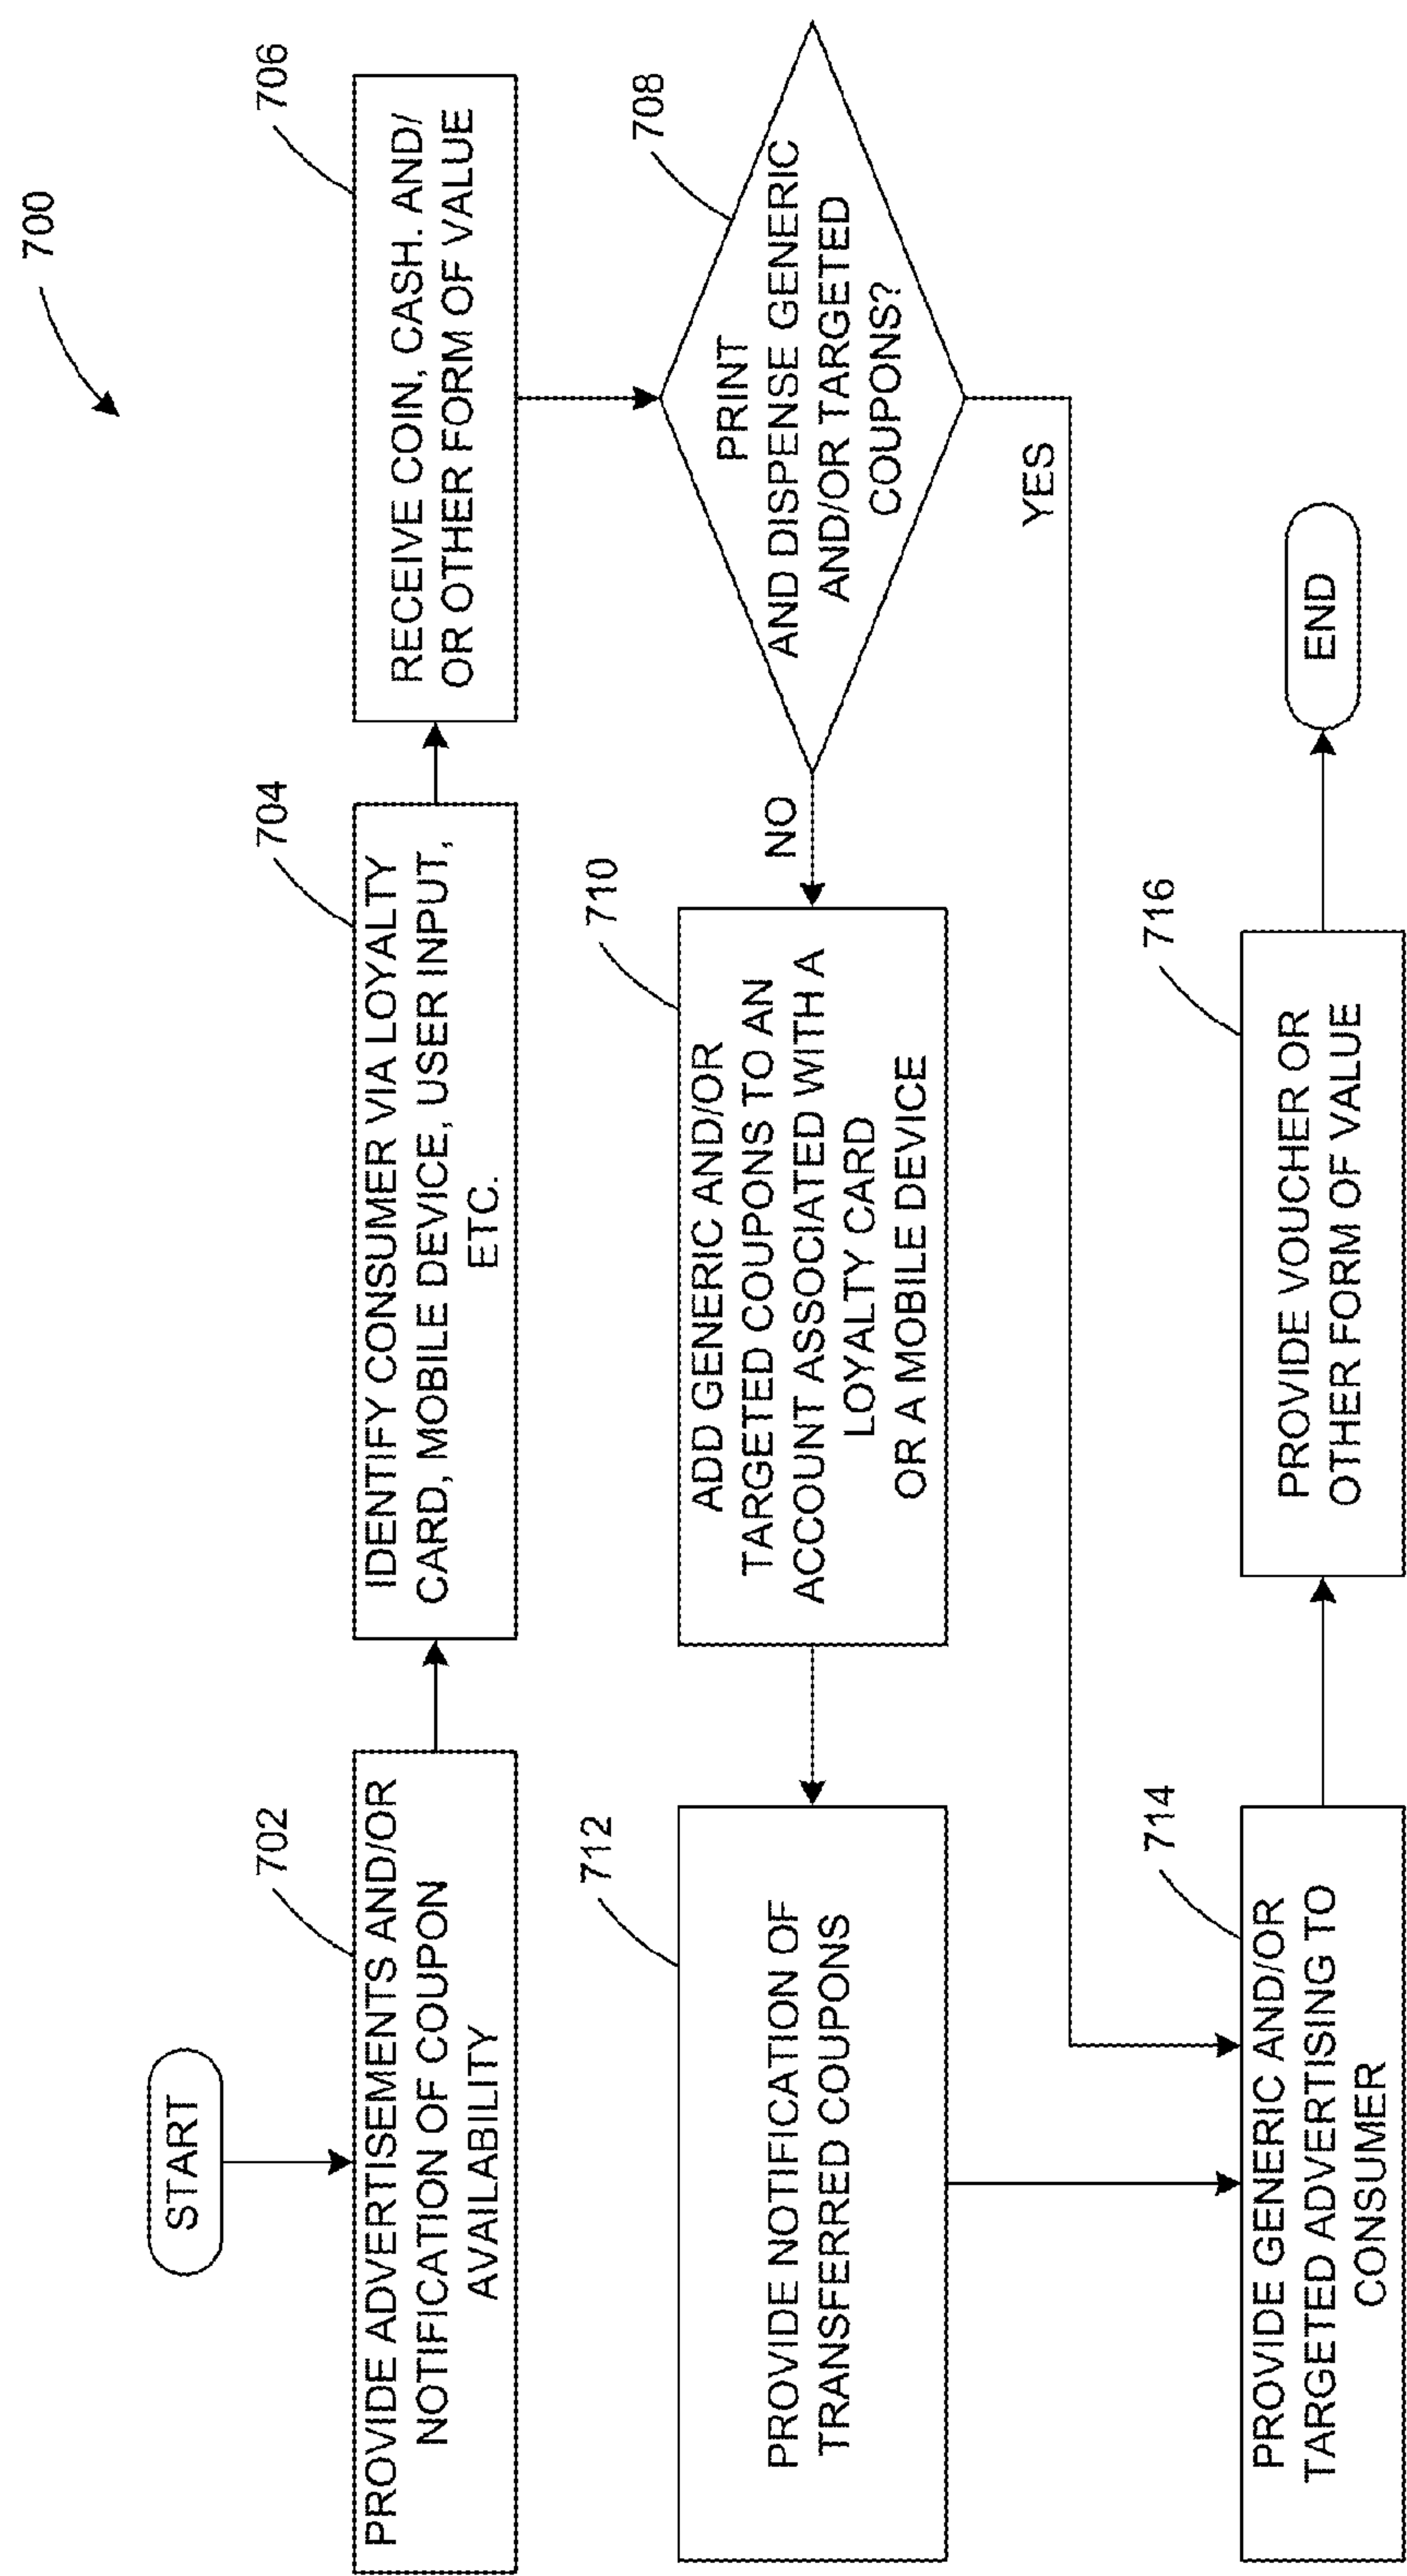 700
START
702
PROVIDE ADVERTISEMENTS AND/OR
NOTIFICATION OF COUPON
AVAILABILITY
704
IDENTIFY CONSUMER VIA LOYALTY
CARD, MOBILE DEVICE, USER INPUT,
ETC.
706
RECEIVE COIN, CASH. AND/
OR OTHER FORM OF VALUE
708
PRINT
AND DISPENSE GENERIC
AND/OR TARGETED
COUPONS?
NO
YES
710
ADD GENERIC AND/OR
TARGETED COUPONS TO AN
ACCOUNT ASSOCIATED WITH A
LOYALTY CARD
OR A MOBILE DEVICE
712
PROVIDE NOTIFICATION OF
TRANSFERRED COUPONS
714
PROVIDE GENERIC AND/OR
TARGETED ADVERTISING TO
CONSUMER
716
PROVIDE VOUCHER OR
OTHER FORM OF VALUE
END